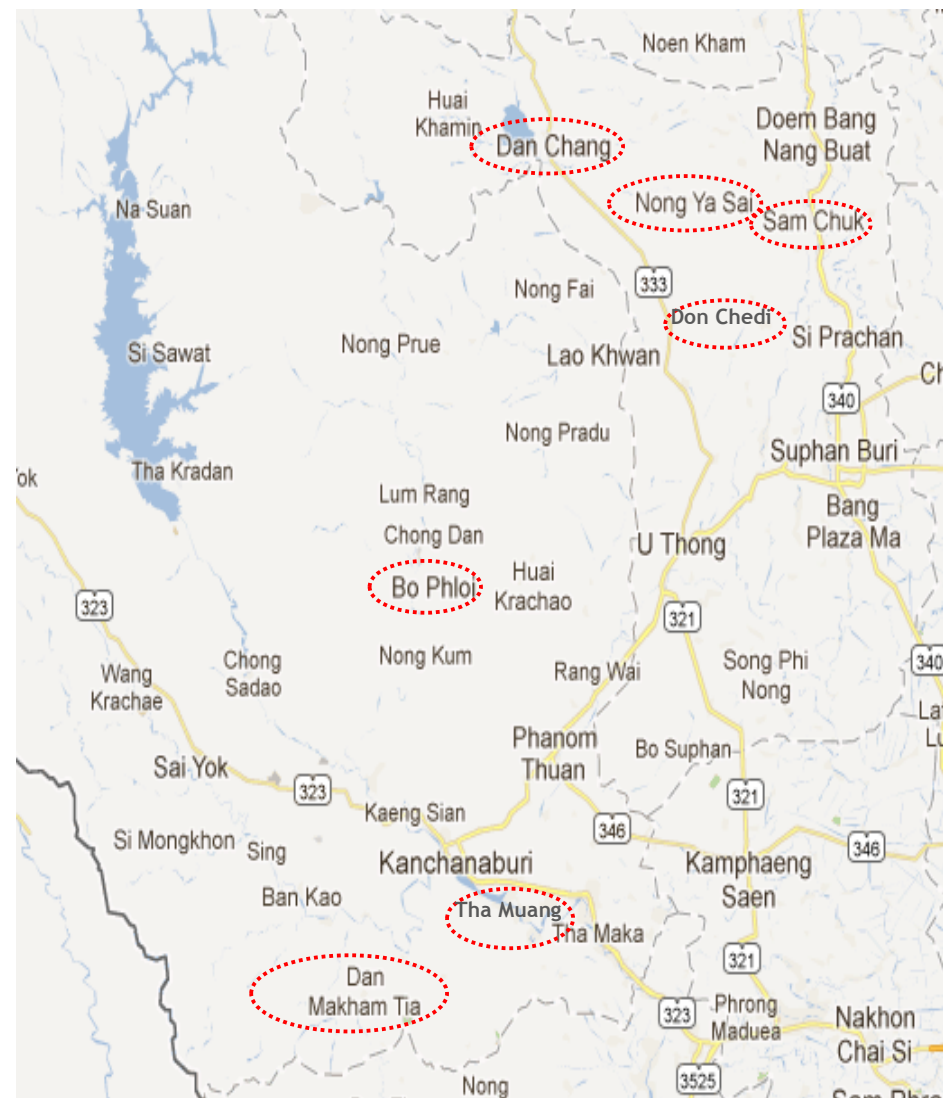 Noen Kham
Huai
Khamin
Doem Bang
Nang Buat
Dan Chang
Na Suan
Nong Ya Sai
Sam Chuk
Nong Fai
333
Don Chedi
Si Prachan
Nong Prue
Lao Khwan
Si Sawat
Ch
340
Nong Pradu
Suphan Buri
Tha Kradan
ok
Lum Rang
Bang
Plaza Ma
Chong Dan
U Thong
Huai
Krachao
Bo Phloi
323
321
Nong Kum
Chong
Sadao
Wang
Krachae
Rang Wai
Song Phi
Nong
340
La
Lu
Phanom
Thuan
Bo Suphan
Sai Yok
323
321
Kaeng Sian
346
Si Mongkhon
Sing
346
Kanchanaburi
Kamphaeng
Saen
Ban Kao
Tha Muang
Tha Maka
321
Dan
Makham Tia
323
Phrong
Maduea
Nakhon
Chai Si
3525
Nong